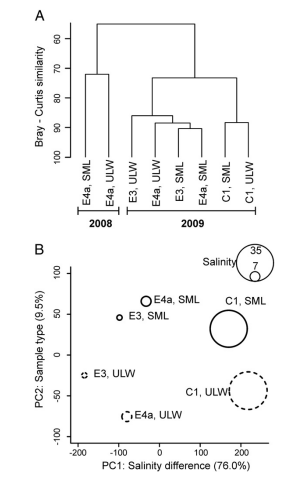 A
Bray - Curtis similarity
60
70
80
90
100
E4a, SML
E4a, ULW
E3, ULW
E4a, ULW
E3, SML
E4a, SML
C1, SML
C1, ULW
2008
2009
B
35
Salinity
7
PC2: Sample type (9.5%)
100
50
0
-50
-100
E4a, SML
C1, SML
E3, SML
E3, ULW
C1, ULW
E4a, ULW
-200
-100
0
100
200
PC1: Salinity difference (76.0%)